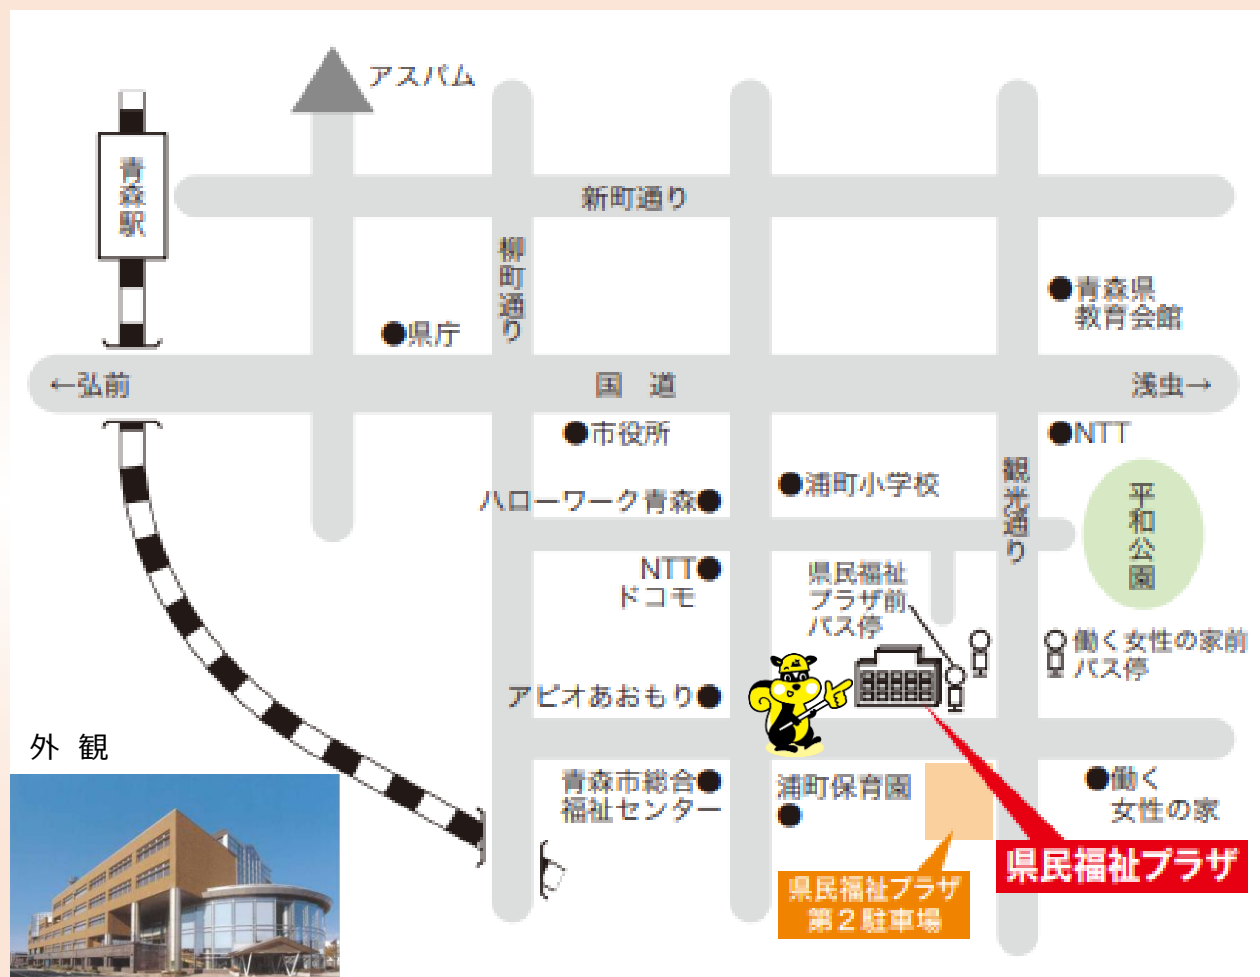 アスパム
青森駅
新町通り
柳町通り
青森県
教育会館
県庁
←弘前
国 道
浅虫→
市役所
NTT
浦町小学校
観光通り
平和公園
ハローワーク青森
NTT
ドコモ
県民福祉
プラザ前
バス停
働く女性の家前
バス停
アピオあおもり
外 観
青森市総合
福祉センター
浦町保育園
働く
女性の家
県民福祉プラザ
県民福祉プラザ
第2駐車場